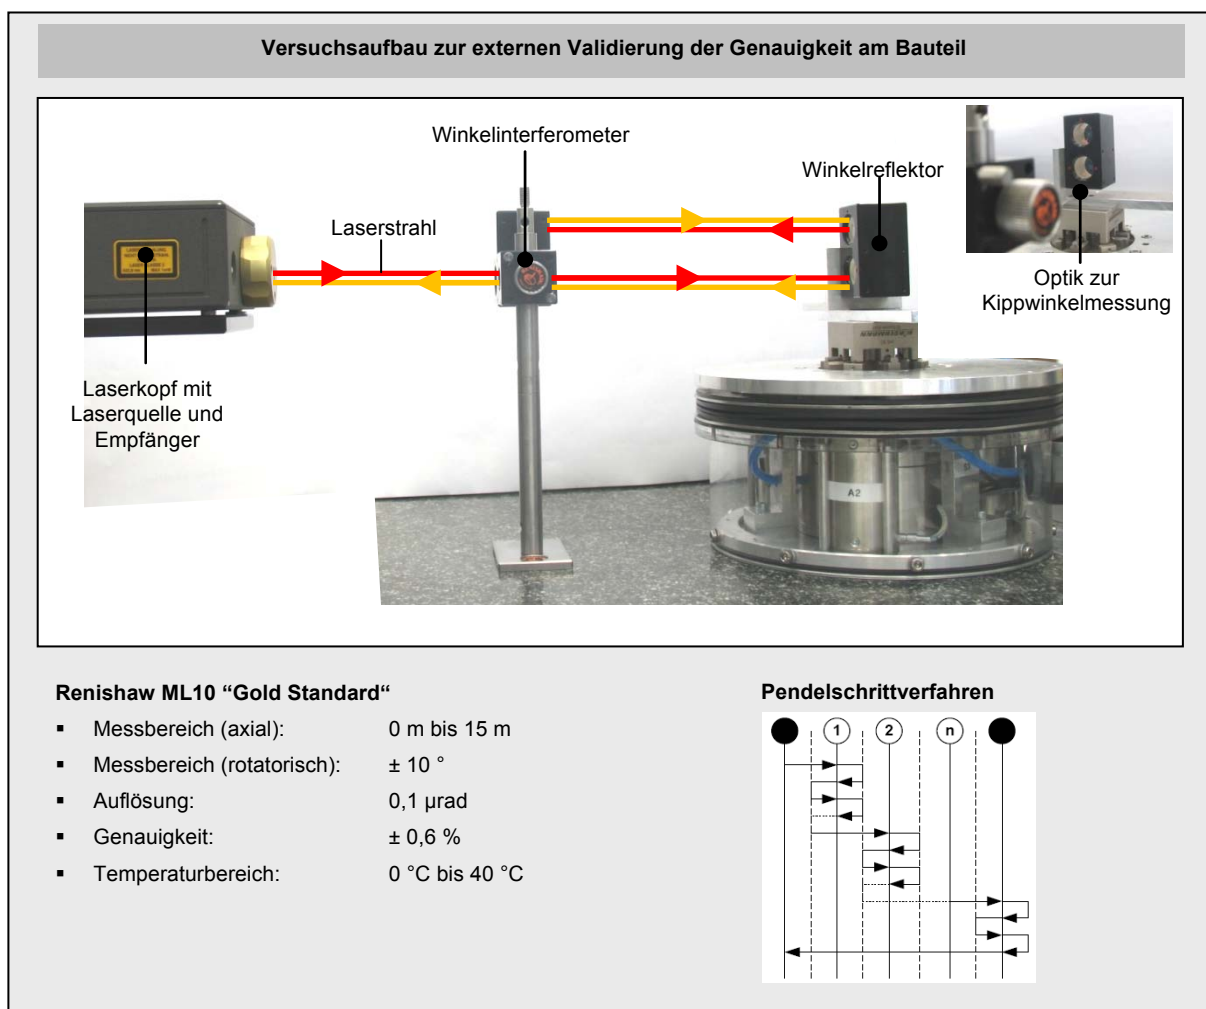 Versuchsaufbau zur externen Validierung der Genauigkeit am Bauteil
Winkelinterferometer
Winkelreflektor
Laserstrahl
Optik zur
Kippwinkelmessung
Laserkopf mit
Laserquelle und
Empfänger
A2
Renishaw ML10 “Gold Standard“
▪ Messbereich (axial): 0 m bis 15 m
▪ Messbereich (rotatorisch): ± 10 °
▪ Auflösung: 0,1 μrad
▪ Genauigkeit: ± 0,6 %
▪ Temperaturbereich: 0 °C bis 40 °C
Pendelschrittverfahren
1 2 n